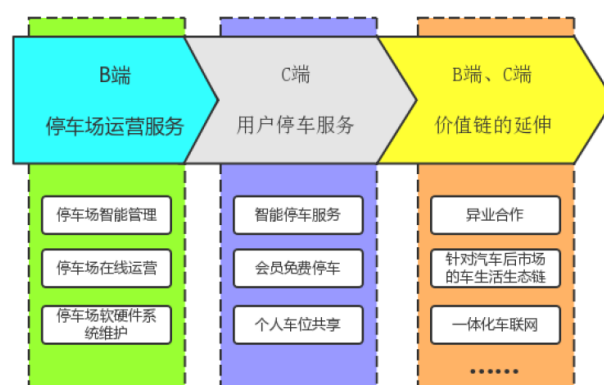 B端
停车场运营服务
C端
用户停车服务
B端、C端
价值链的延伸
停车场智能管理
停车场在线运营
停车场软硬件系
统维护
智能停车服务
会员免费停车
个人车位共享
异业合作
针对汽车后市场
的车生活生态链
一体化车联网
••••••